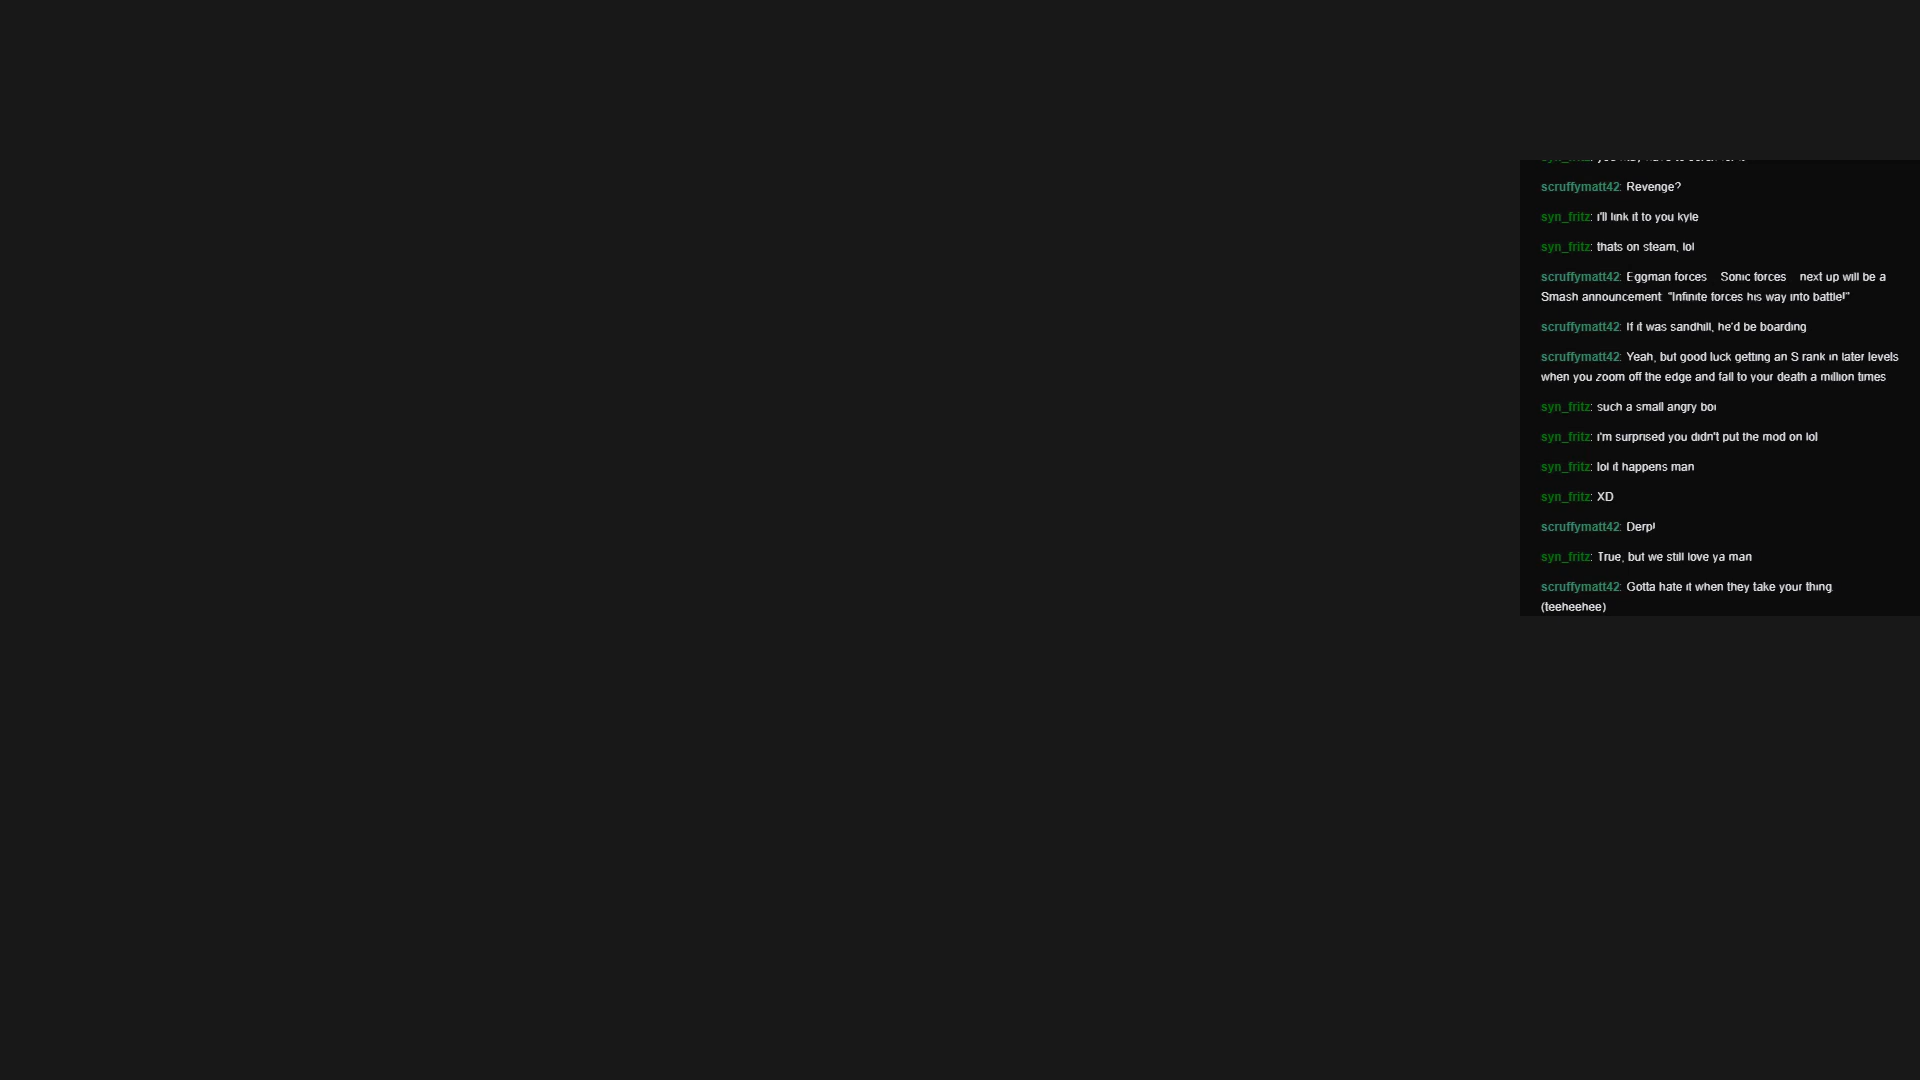 scruffymatt42: Revenge?
syn_fritz: i'll link it to you kyle
syn_fritz: thats on steam, lol
scruffymatt42: Eggman forces    Sonic forces    next up will be a
Smash announcement: "Infinite forces his way into battle!"
scruffymatt42: If it was sandhill, he'd be boarding
scruffymatt42: Yeah, but good luck getting an S rank in later levels
when you zoom off the edge and fall to your death a million times
syn_fritz: such a small angry boi
syn_fritz: i'm surprised you didn't put the mod on lol
syn_fritz: lol it happens man
syn_fritz: XD
scruffymatt42: Derp!
syn_fritz: True, but we still love ya man
scruffymatt42: Gotta hate it when they take your thing
(teeheehee)